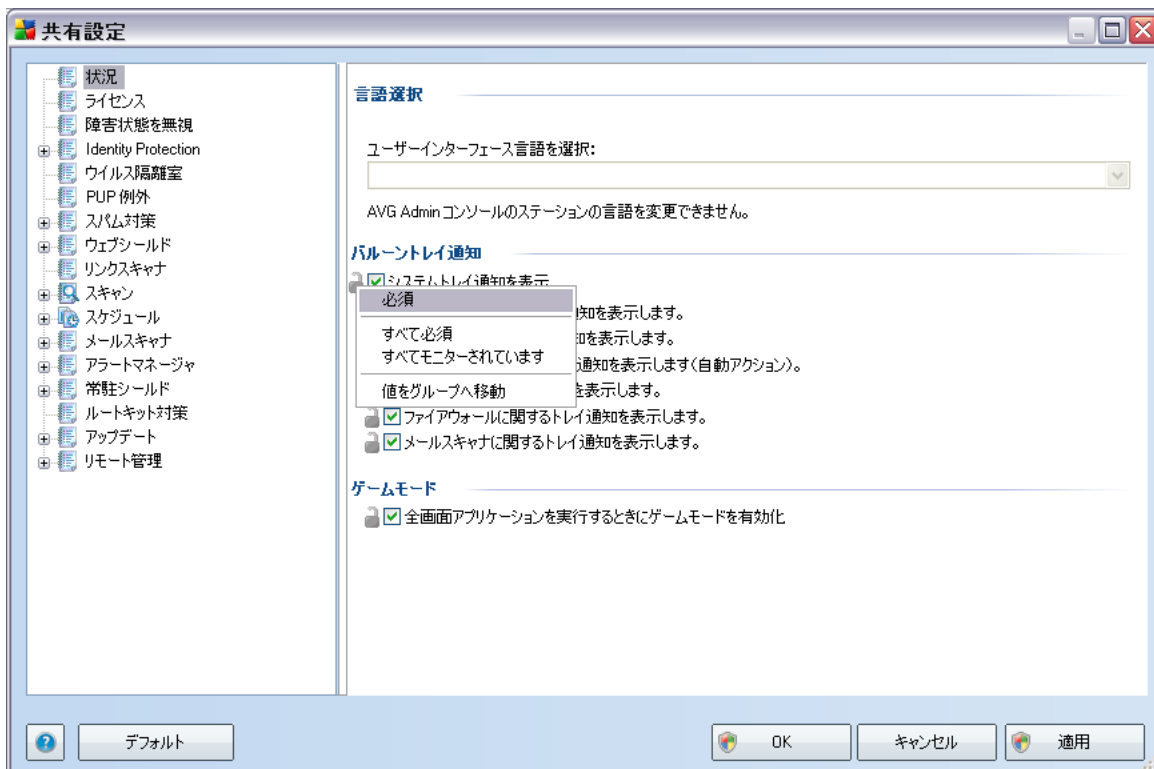 共有設定
状況
ライセンス
障害状態を無視
Identity Protection
ウイルス隔離室
PUP 例外
スパム対策
ウェブシールド
リンクスキャナ
スキャン
スケジュール
メールスキャナ
アラートマネージャ
常駐シールド
ルートキット対策
アップデート
リモート管理
言語選択
ユーザーインターフェース言語を選択:
AVG Admin コンソールのステーションの言語を変更できません。
バルーントレイ通知
システムトレイ通知を表示
必須
すべて必須
すべてモニターされています
値をグループへ移動
知を表示します。
知を表示します。
通知を表示します(自動アクション)。
を表示します。
ファイアウォールに関するトレイ通知を表示します。
メールスキャナに関するトレイ通知を表示します。
ゲームモード
全画面アプリケーションを実行するときにゲームモードを有効化
デフォルト
OK
キャンセル
適用